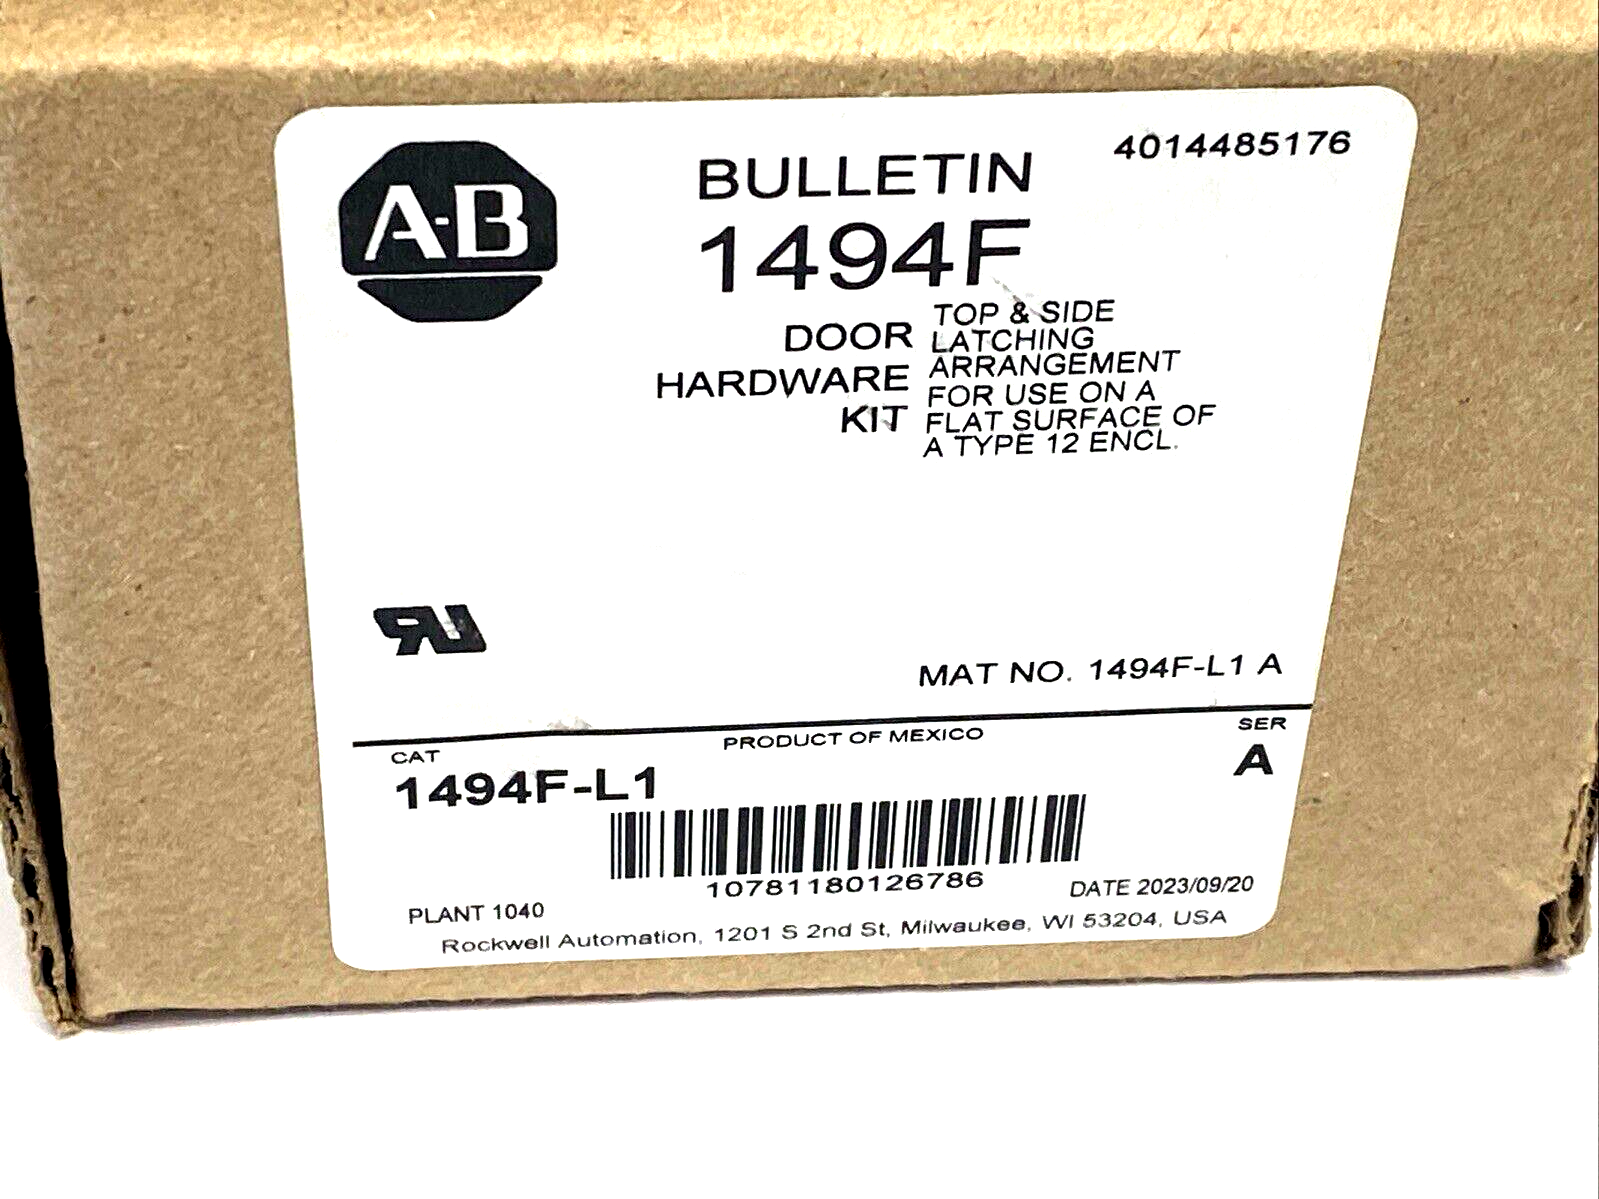 A-B
BULLETIN
4014485176
1494F
DOOR
HARDWARE
KIT
TOP & SIDE
LATCHING
ARRANGEMENT
FOR USE ON A
FLAT SURFACE OF
A TYPE 12 ENCL.
RU
MAT NO. 1494F-L1 A
CAT
PRODUCT OF MEXICO
SER
1494F-L1
A
10781180126786
PLANT 1040
DATE 2023/09/20
Rockwell Automation, 1201 S 2nd St, Milwaukee, WI 53204, USA